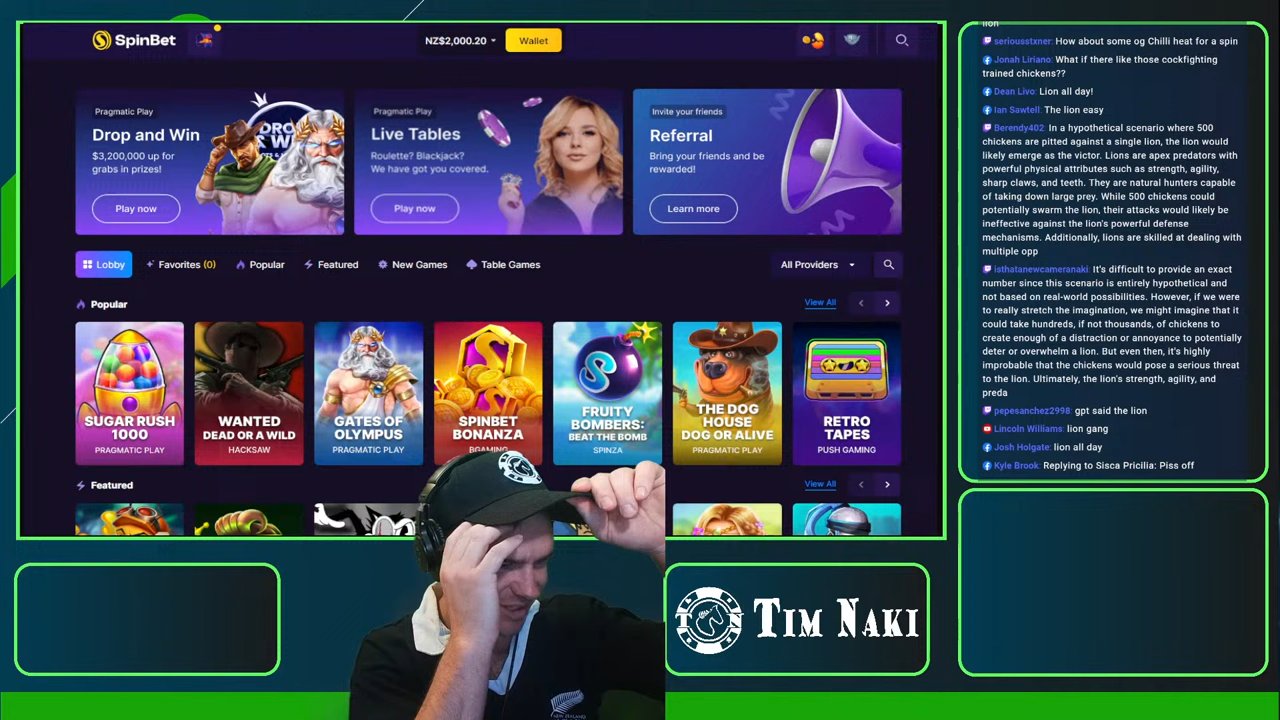 SpinBet
NZ$2,000.20
Wallet
Pragmatic Play
Drop and Win
$3,200,000 up for
grabs in prizes!
Play now
Pragmatic Play
Live Tables
Roulette? Blackjack?
We have got you covered.
Play now
Invite your friends
Referral
Bring your friends and be
rewarded!
Learn more
Lobby
Favorites (0)
Popular
Featured
New Games
Table Games
All Providers
Popular
View All
SUGAR RUSH
1000
PRAGMATIC PLAY
WANTED
DEAD OR A WILD
HACKSAW
GATES OF
OLYMPUS
PRAGMATIC PLAY
SPINBET
BONANZA
BGAMING
FRUITY
BOMBERS:
BEAT THE BOMB
SPINZA
THE DOG
HOUSE
DOG OR ALIVE
PRAGMATIC PLAY
RETRO
TAPES
PUSH GAMING
Featured
View All
TIM NAKI
lion
seriousstxner: How about some og Chilli heat for a spin
Jonah Liriano: What if there like those cockfighting
trained chickens??
Dean Livo: Lion all day!
Ian Sawtell: The lion easy
Berendy402: In a hypothetical scenario where 500
chickens are pitted against a single lion, the lion would
likely emerge as the victor. Lions are apex predators with
powerful physical attributes such as strength, agility,
sharp claws, and teeth. They are natural hunters capable
of taking down large prey. While 500 chickens could
potentially swarm the lion, their attacks would likely be
ineffective against the lion's powerful defense
mechanisms. Additionally, lions are skilled at dealing with
multiple opp
isthatanewcameranaki: It's difficult to provide an exact
number since this scenario is entirely hypothetical and
not based on real-world possibilities. However, if we were
to really stretch the imagination, we might imagine that it
could take hundreds, if not thousands, of chickens to
create enough of a distraction or annoyance to potentially
deter or overwhelm a lion. But even then, it's highly
improbable that the chickens would pose a serious threat
to the lion. Ultimately, the lion's strength, agility, and
preda
pepesanchez2998: gpt said the lion
Lincoln Williams: lion gang
Josh Holgate: lion all day
Kyle Brook: Replying to Sisca Pricilia: Piss off